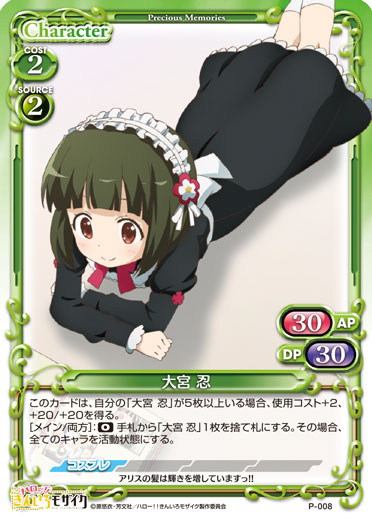 Precious Memories
Character
COST
2
SOURCE
2
30 AP
DP 30
大宮 忍
このカードは、自分の「大宮 忍」が5枚以上いる場合、使用コスト+2、
+20/+20を得る。
[メイン/両方]:0 手札から「大宮 忍」1枚を捨て札にする。その場合、
全てのキャラを活動状態にする。
コスプレ
アリスの髪は輝きを増していますっ!!
ハロー!!
きんいろモザイク
©原悠衣・芳文社/ハロー!!きんいろモザイク製作委員会
P-008